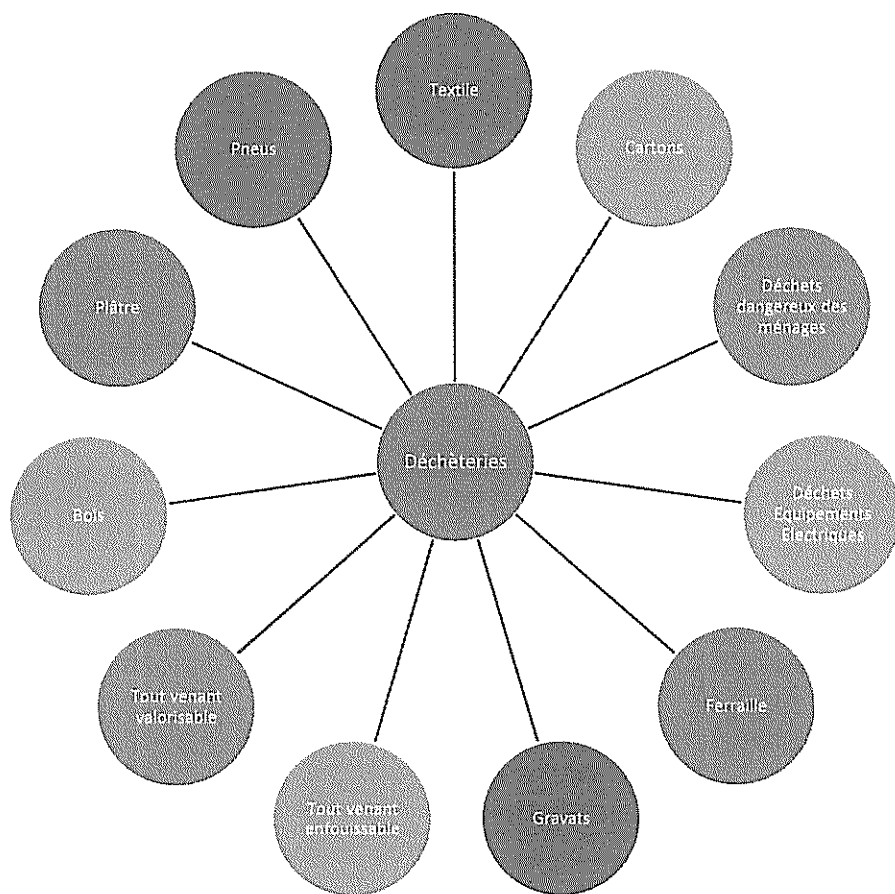 Textile
Pneus
Cartons
Plâtre
Déchets
dangereux des
ménages
Déchèteries
Bois
Déchets
Equipements
Electriques
Tout venant
valorisable
Ferraille
Tout venant
enfouissable
Gravats